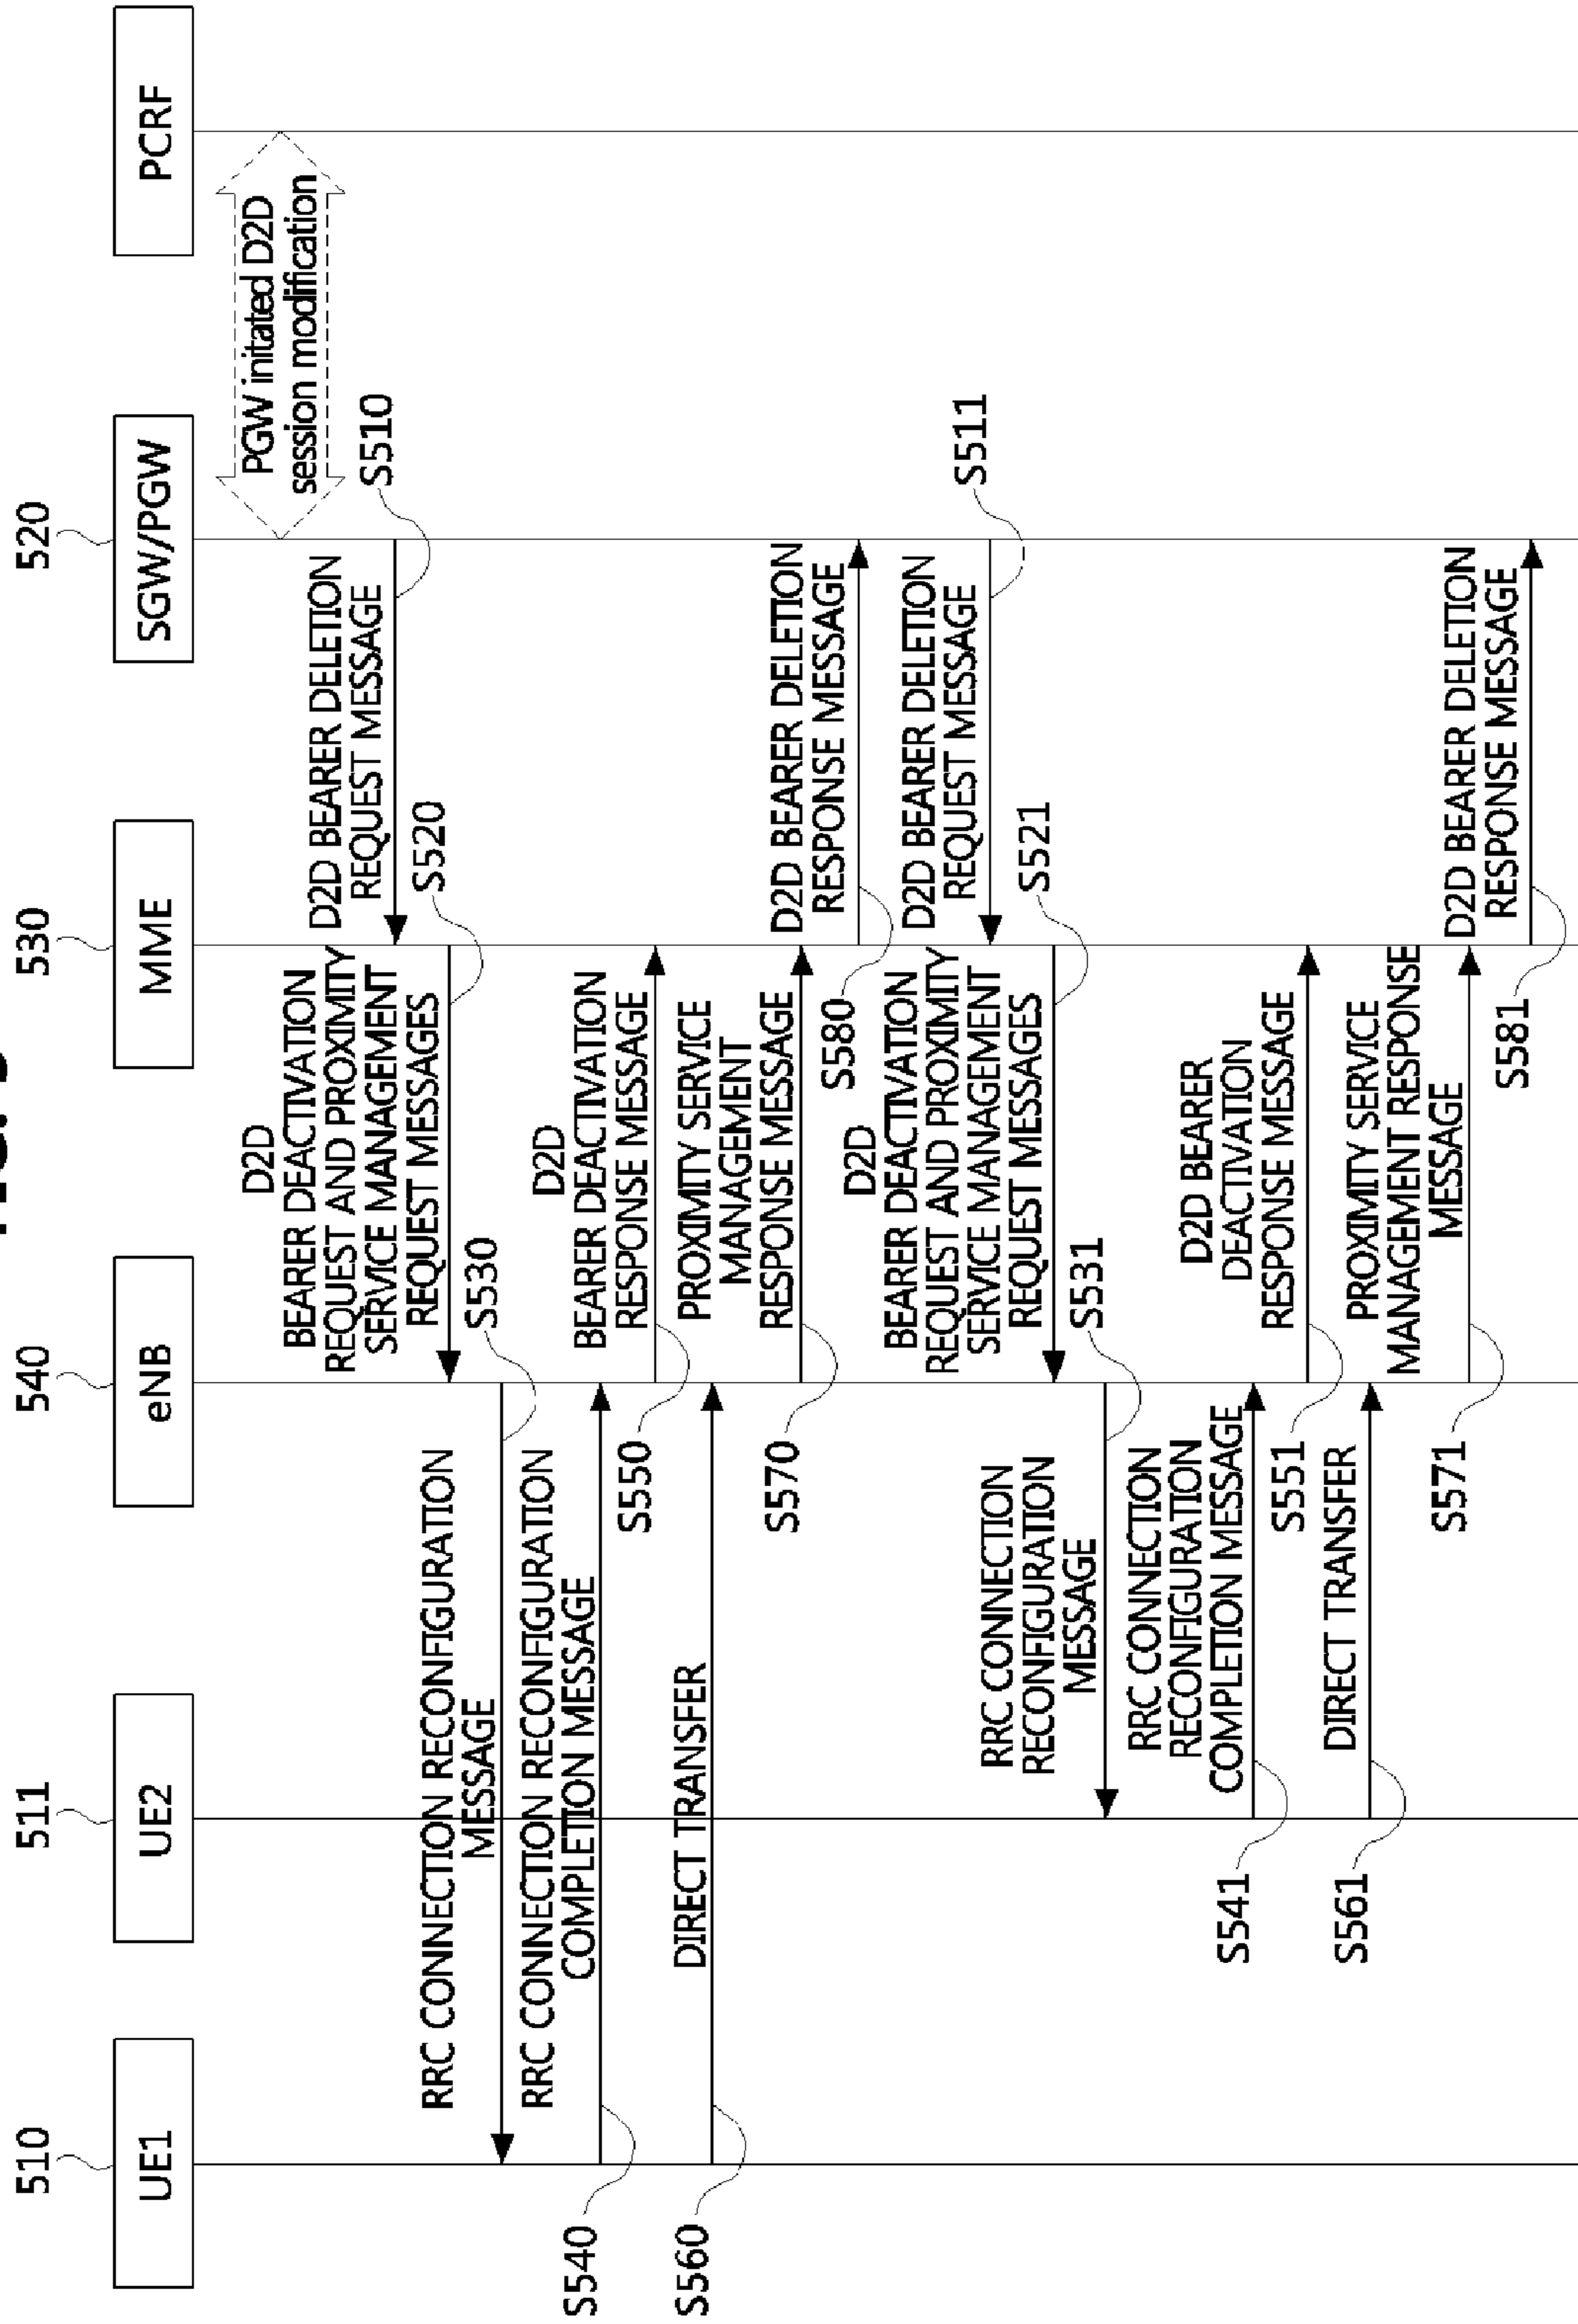 510
511
540
530
520
UE1
UE2
eNB
MME
SGW/PGW
PCRF
PGW initated D2D
session modification
D2D BEARER DELETION
REQUEST MESSAGE
S510
D2D
BEARER DEACTIVATION
REQUEST AND PROXIMITY
SERVICE MANAGEMENT
REQUEST MESSAGES
S520
RRC CONNECTION RECONFIGURATION
MESSAGE
S530
RRC CONNECTION RECONFIGURATION
COMPLETION MESSAGE
S540
D2D
BEARER DEACTIVATION
RESPONSE MESSAGE
S550
DIRECT TRANSFER
S560
PROXIMITY SERVICE
MANAGEMENT
RESPONSE MESSAGE
S570
D2D BEARER DELETION
RESPONSE MESSAGE
S580
D2D BEARER DELETION
REQUEST MESSAGE
S511
D2D
BEARER DEACTIVATION
REQUEST AND PROXIMITY
SERVICE MANAGEMENT
REQUEST MESSAGES
S521
RRC CONNECTION
RECONFIGURATION
MESSAGE
S531
RRC CONNECTION
RECONFIGURATION
COMPLETION MESSAGE
S541
D2D BEARER
DEACTIVATION
RESPONSE MESSAGE
S551
DIRECT TRANSFER
S561
PROXIMITY SERVICE
MANAGEMENT RESPONSE
MESSAGE
S571
D2D BEARER DELETION
RESPONSE MESSAGE
S581